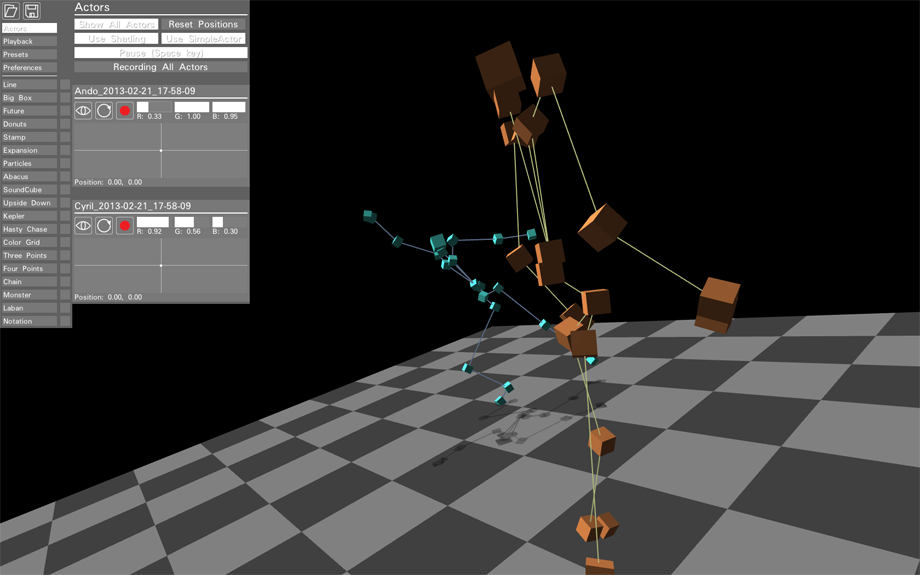 Actors
Show All Actors
Reset Positions
Use Shading
Use SimpleActor
Pause (Space key)
Recording All Actors
Ando_2013-02-21_17-58-09
R: 0.33
G: 1.00
B: 0.95
Position: 0.00, 0.00
Cyril_2013-02-21_17-58-09
R: 0.92
G: 0.56
B: 0.30
Position: 0.00, 0.00
Actors
Playback
Presets
Preferences
Line
Big Box
Future
Donuts
Stamp
Expansion
Particles
Abacus
SoundCube
Upside Down
Kepler
Hasty Chase
Color Grid
Three Points
Four Points
Chain
Monster
Laban
Notation